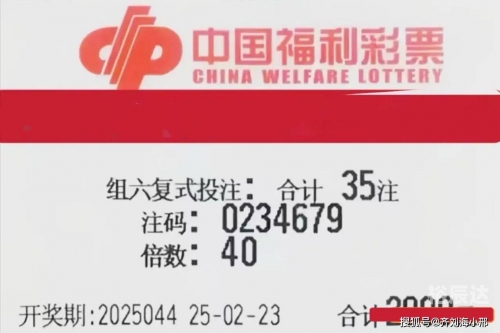 中国福利彩票
CHINA WELFARE LOTTERY
组六复式投注: 合计 35注
注码: 0234679
倍数: 40
开奖期: 2025044 25-02-23 合计
搜狐号@齐刘海小邢